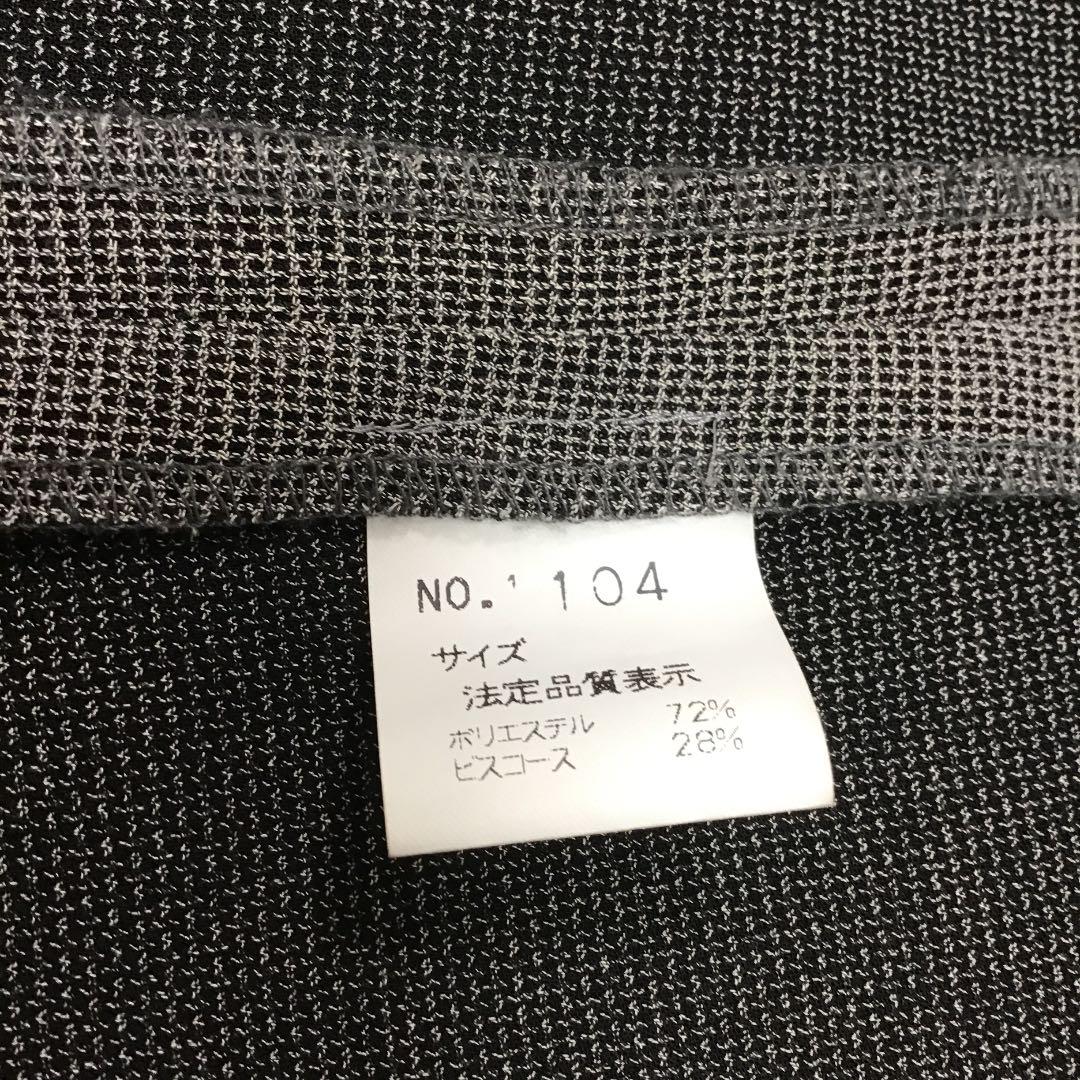 NO. 104
サイズ
法定品質表示
ポリエステル 72%
ビスコース 28%